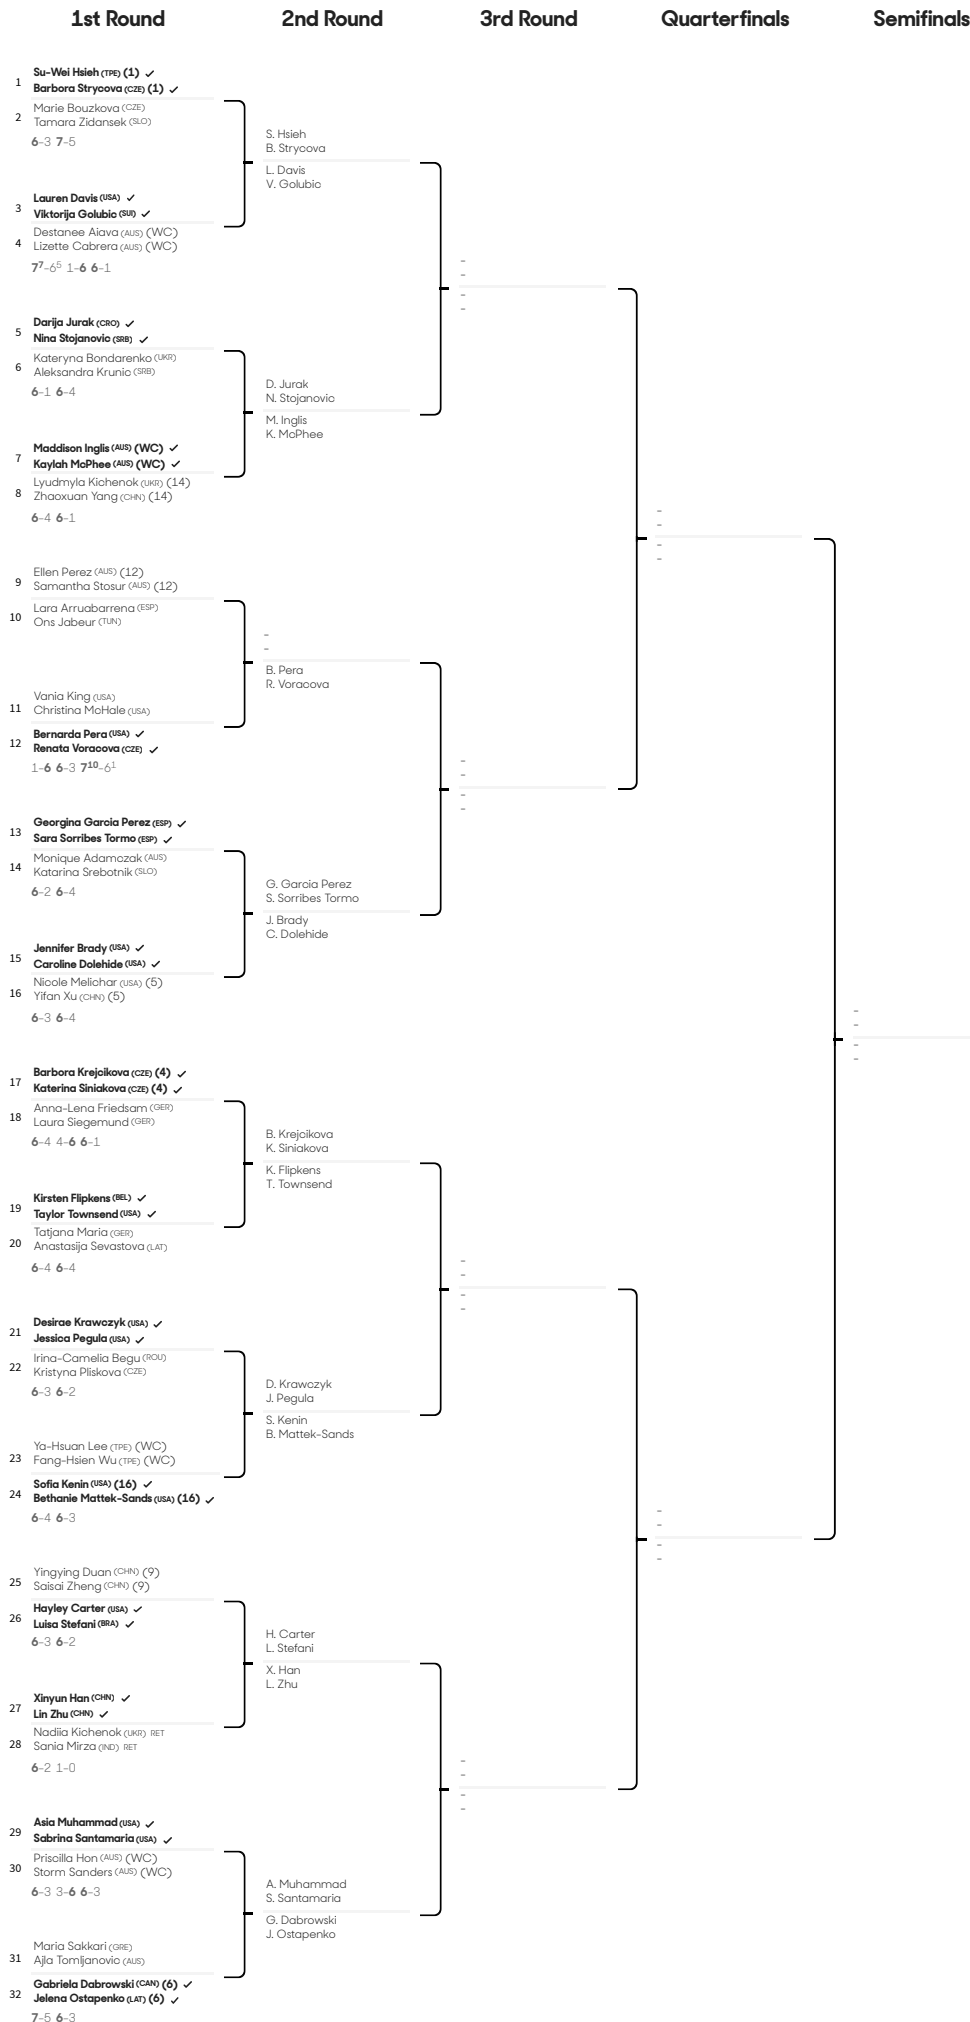 1st Round
2nd Round
3rd Round
Quarterfinals
Semifinals
1
Su-Wei Hsieh (TPE) (1)
Barbora Strycova (CZE) (1)
2
Marie Bouzkova (CZE)
Tamara Zidansek (SLO)
6-3 7-5
S. Hsieh
B. Strycova
L. Davis
V. Golubic
3
Lauren Davis (USA)
Viktorija Golubic (SUI)
4
Destanee Aiava (AUS) (WC)
Lizette Cabrera (AUS) (WC)
7⁷-6⁵ 1-6 6-1
-
-
-
-
5
Darija Jurak (CRO)
Nina Stojanovic (SRB)
6
Kateryna Bondarenko (UKR)
Aleksandra Krunic (SRB)
6-1 6-4
D. Jurak
N. Stojanovic
M. Inglis
K. McPhee
7
Maddison Inglis (AUS) (WC)
Kaylah McPhee (AUS) (WC)
8
Lyudmyla Kichenok (UKR) (14)
Zhaoxuan Yang (CHN) (14)
6-4 6-1
-
-
-
-
9
Ellen Perez (AUS) (12)
Samantha Stosur (AUS) (12)
10
Lara Arruabarrena (ESP)
Ons Jabeur (TUN)
-
-
B. Pera
R. Voracova
11
Vania King (USA)
Christina McHale (USA)
12
Bernarda Pera (USA)
Renata Voracova (CZE)
1-6 6-3 7¹⁰-6¹
-
-
-
-
13
Georgina Garcia Perez (ESP)
Sara Sorribes Tormo (ESP)
14
Monique Adamczak (AUS)
Katarina Srebotnik (SLO)
6-2 6-4
G. Garcia Perez
S. Sorribes Tormo
J. Brady
C. Dolehide
15
Jennifer Brady (USA)
Caroline Dolehide (USA)
16
Nicole Melichar (USA) (5)
Yifan Xu (CHN) (5)
6-3 6-4
-
-
-
-
17
Barbora Krejcikova (CZE) (4)
Katerina Siniakova (CZE) (4)
18
Anna-Lena Friedsam (GER)
Laura Siegemund (GER)
6-4 4-6 6-1
B. Krejcikova
K. Siniakova
K. Flipkens
T. Townsend
19
Kirsten Flipkens (BEL)
Taylor Townsend (USA)
20
Tatjana Maria (GER)
Anastasija Sevastova (LAT)
6-4 6-4
-
-
-
-
21
Desirae Krawczyk (USA)
Jessica Pegula (USA)
22
Irina-Camelia Begu (ROU)
Kristyna Pliskova (CZE)
6-3 6-2
D. Krawczyk
J. Pegula
S. Kenin
B. Mattek-Sands
23
Ya-Hsuan Lee (TPE) (WC)
Fang-Hsien Wu (TPE) (WC)
24
Sofia Kenin (USA) (16)
Bethanie Mattek-Sands (USA) (16)
6-4 6-3
-
-
-
-
25
Yingying Duan (CHN) (9)
Saisai Zheng (CHN) (9)
26
Hayley Carter (USA)
Luisa Stefani (BRA)
6-3 6-2
H. Carter
L. Stefani
X. Han
L. Zhu
27
Xinyun Han (CHN)
Lin Zhu (CHN)
28
Nadiia Kichenok (UKR) RET
Sania Mirza (IND) RET
6-2 1-0
-
-
-
-
29
Asia Muhammad (USA)
Sabrina Santamaria (USA)
30
Priscilla Hon (AUS) (WC)
Storm Sanders (AUS) (WC)
6-3 3-6 6-3
A. Muhammad
S. Santamaria
G. Dabrowski
J. Ostapenko
31
Maria Sakkari (GRE)
Ajla Tomljanovic (AUS)
32
Gabriela Dabrowski (CAN) (6)
Jelena Ostapenko (LAT) (6)
7-5 6-3